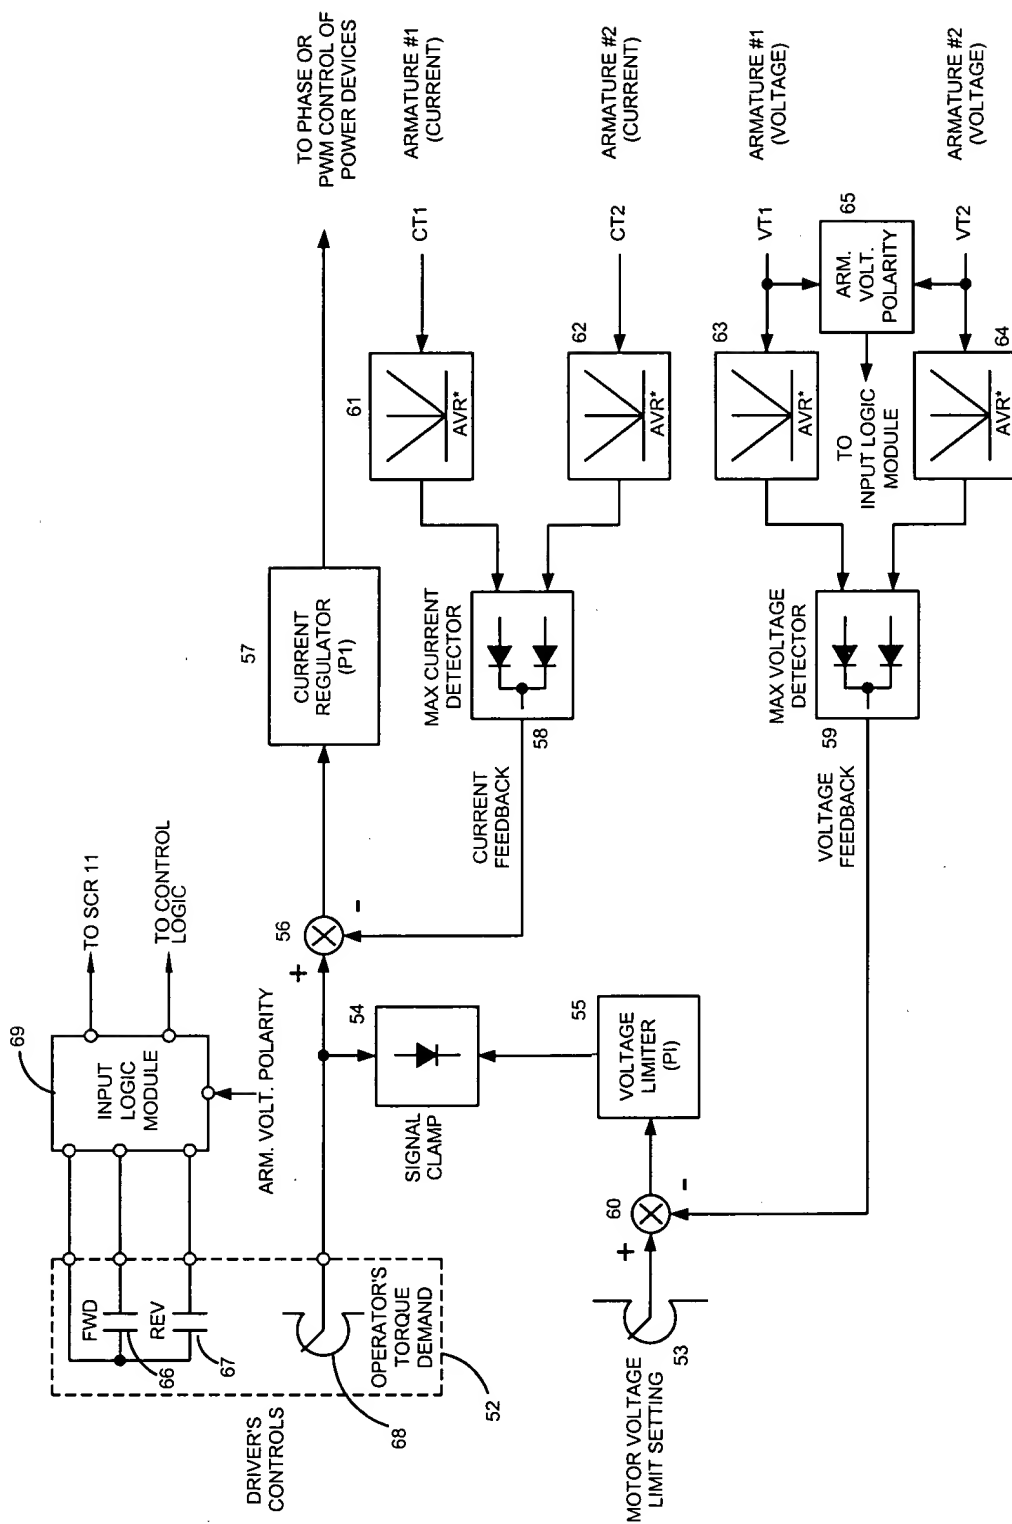 DRIVER'S
CONTROLS
FWD
66
REV
67
68
OPERATOR'S
TORQUE
DEMAND
52
69
INPUT
LOGIC
MODULE
TO SCR 11
TO CONTROL
LOGIC
ARM. VOLT. POLARITY
+
56
-
57
CURRENT
REGULATOR
(P1)
TO PHASE OR
PWM CONTROL OF
POWER DEVICES
SIGNAL
CLAMP
54
55
VOLTAGE
LIMITER
(PI)
MOTOR VOLTAGE
LIMIT SETTING
53
+
60
-
CURRENT
FEEDBACK
MAX CURRENT
DETECTOR
58
61
AVR*
CT1
ARMATURE #1
(CURRENT)
62
AVR*
CT2
ARMATURE #2
(CURRENT)
VOLTAGE
FEEDBACK
MAX VOLTAGE
DETECTOR
59
63
AVR*
VT1
ARMATURE #1
(VOLTAGE)
TO
INPUT LOGIC
MODULE
ARM.
VOLT.
POLARITY
65
64
AVR*
VT2
ARMATURE #2
(VOLTAGE)